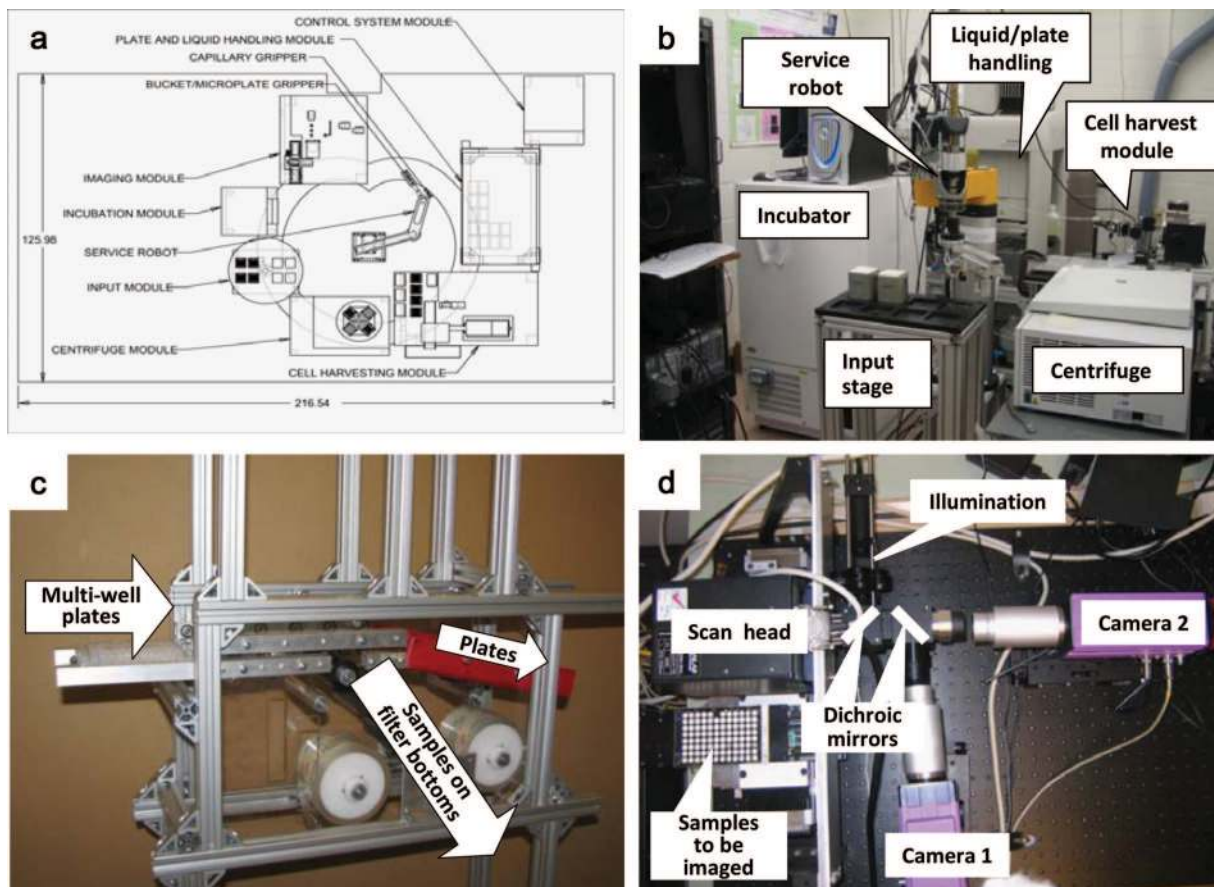 a
CONTROL SYSTEM MODULE
PLATE AND LIQUID HANDLING MODULE
CAPILLARY GRIPPER
BUCKET/MICROPLATE GRIPPER
IMAGING MODULE
INCUBATION MODULE
125.98
SERVICE ROBOT
INPUT MODULE
CENTRIFUGE MODULE
CELL HARVESTING MODULE
216.54
b
Liquid/plate
handling
Service
robot
Cell harvest
module
Incubator
Input
stage
Centrifuge
c
Multi-well
plates
Plates
Samples on
filter bottoms
d
Illumination
Scan head
Camera 2
Dichroic
mirrors
Samples
to be
imaged
Camera 1